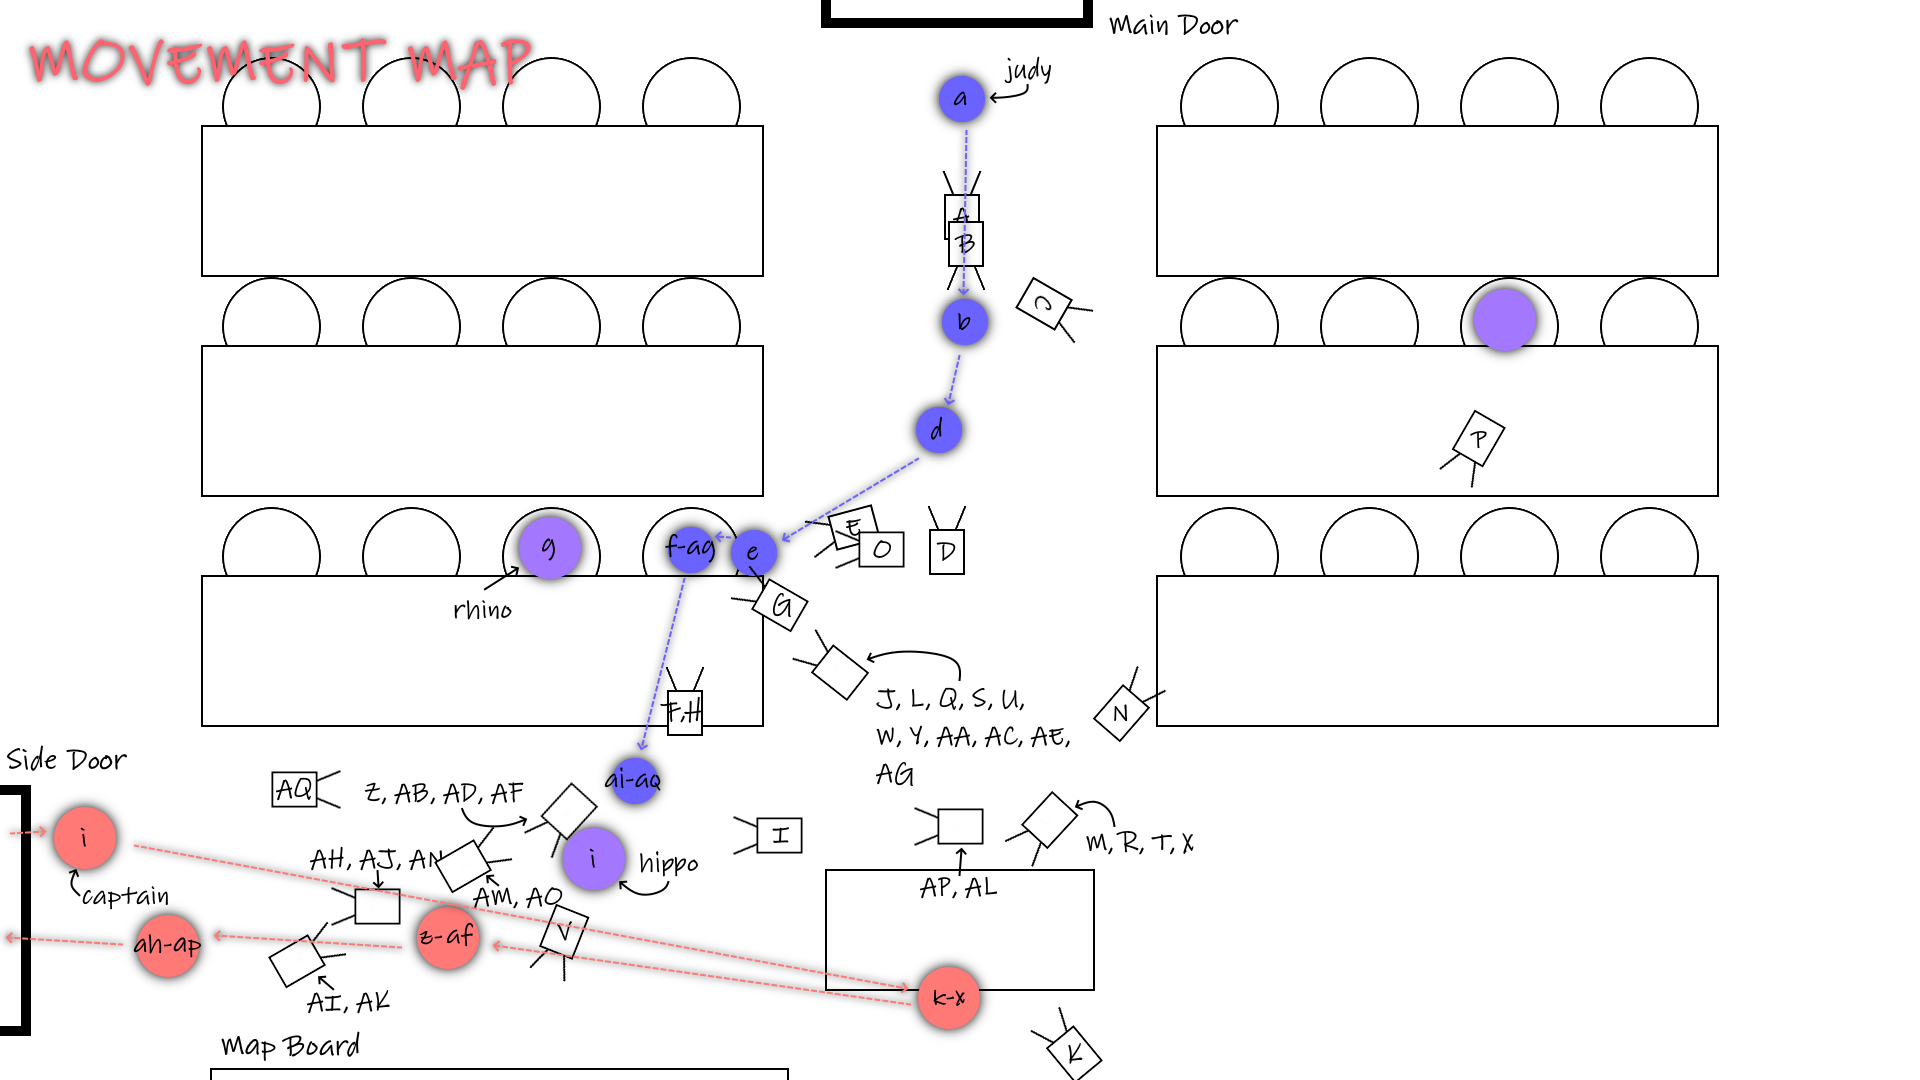 Main Door
MOVEMENT MAP
judy
a
A
B
C
b
d
P
E
O
D
g
f-ag
e
G
rhino
J, L, Q, S, U,
W, Y, AA, AC, AE,
AG
N
F,H
Side Door
AQ
Z, AB, AD, AF
ai-aq
i
I
M, R, T, X
AH, AJ, AN
i
hippo
captain
AM, AO
AP, AL
ah-ap
z-af
V
k-x
AI, AK
Map Board
K